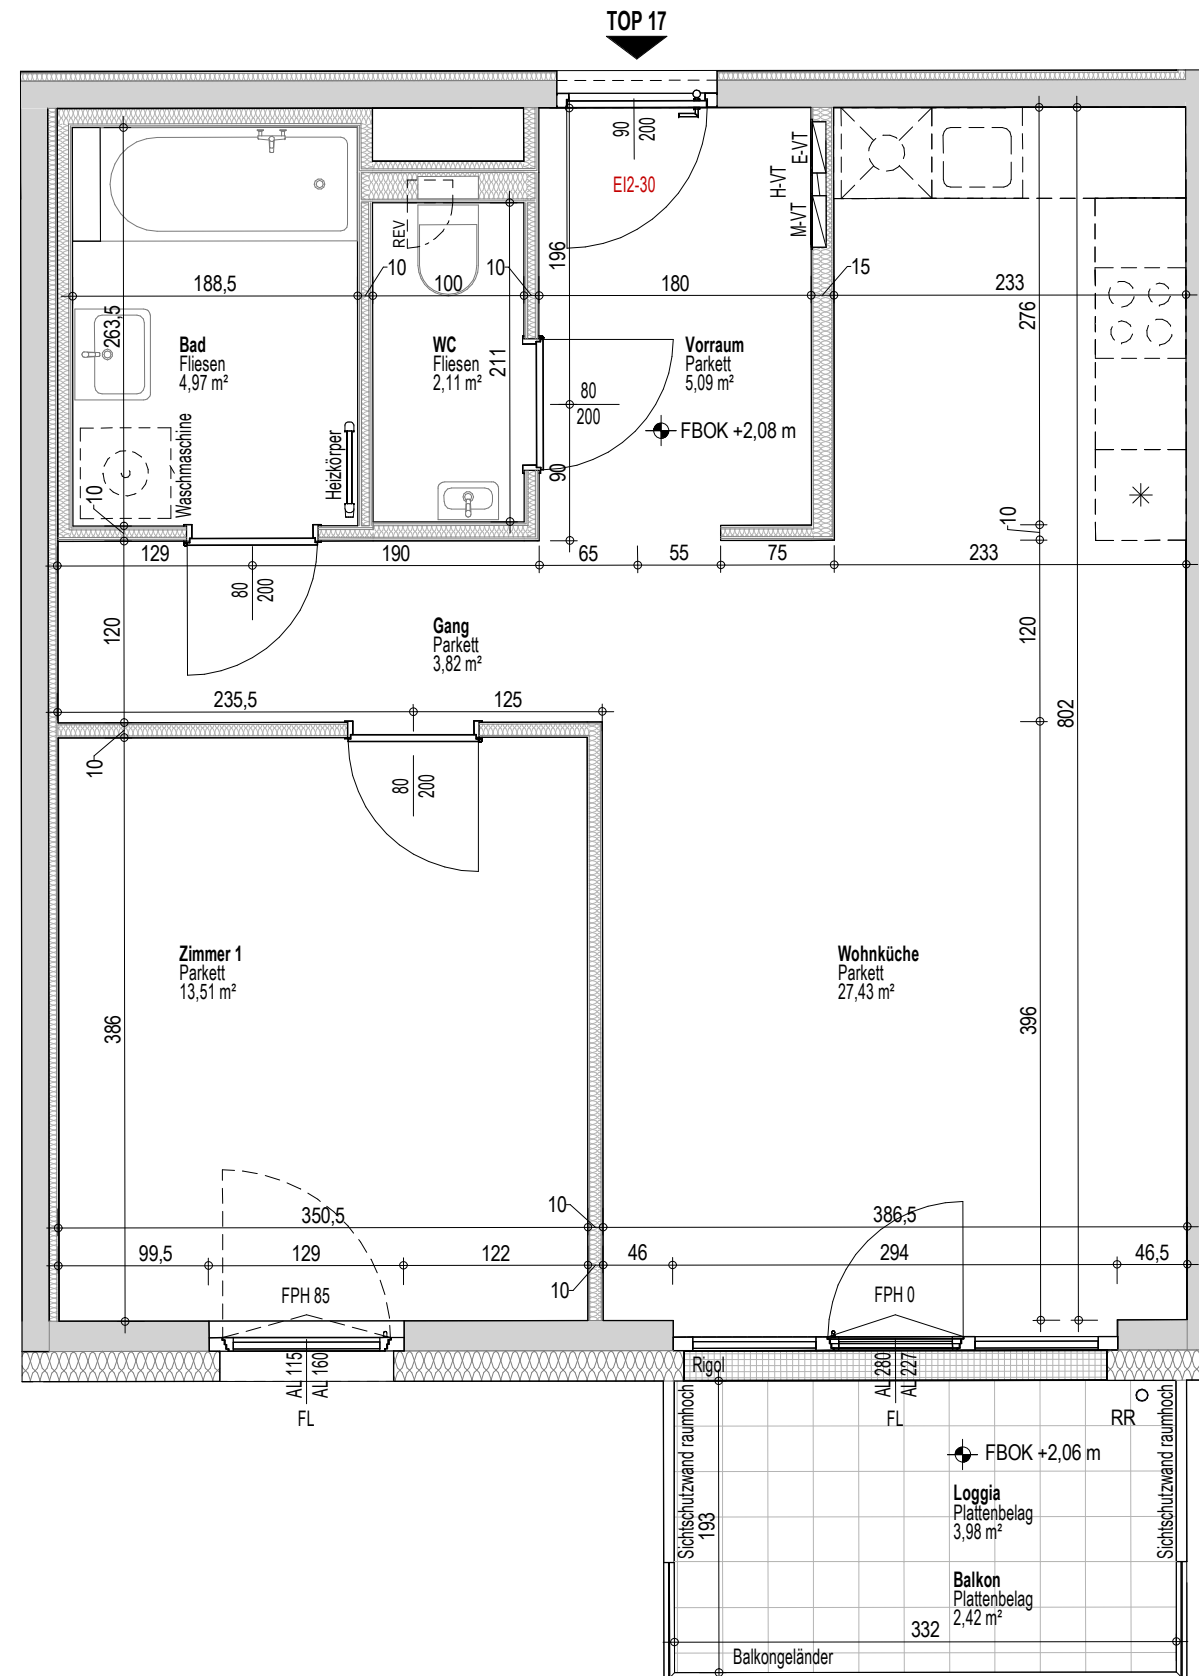 TOP 17
90
200
EI2-30
E-VT
H-VT
M-VT
REV
196
10
10
15
188,5
100
180
233
263,5
276
Bad
Fliesen
4,97 m²
WC
Fliesen
2,11 m²
211
Vorraum
Parkett
5,09 m²
80
200
FBOK +2,08 m
Waschmaschine
Heizkörper
90
10
10
129
190
65
55
75
233
80
200
120
Gang
Parkett
3,82 m²
120
235,5
125
802
10
80
200
Zimmer 1
Parkett
13,51 m²
Wohnküche
Parkett
27,43 m²
386
396
350,5
10
386,5
99,5
129
122
46
294
46,5
10
FPH 85
FPH 0
AL 115
AL 160
FL
Rigol
AL 280
AL 227
FL
RR
Sichtschutzwand raumhoch
Sichtschutzwand raumhoch
FBOK +2,06 m
193
Loggia
Plattenbelag
3,98 m²
Balkon
Plattenbelag
2,42 m²
332
Balkongeländer